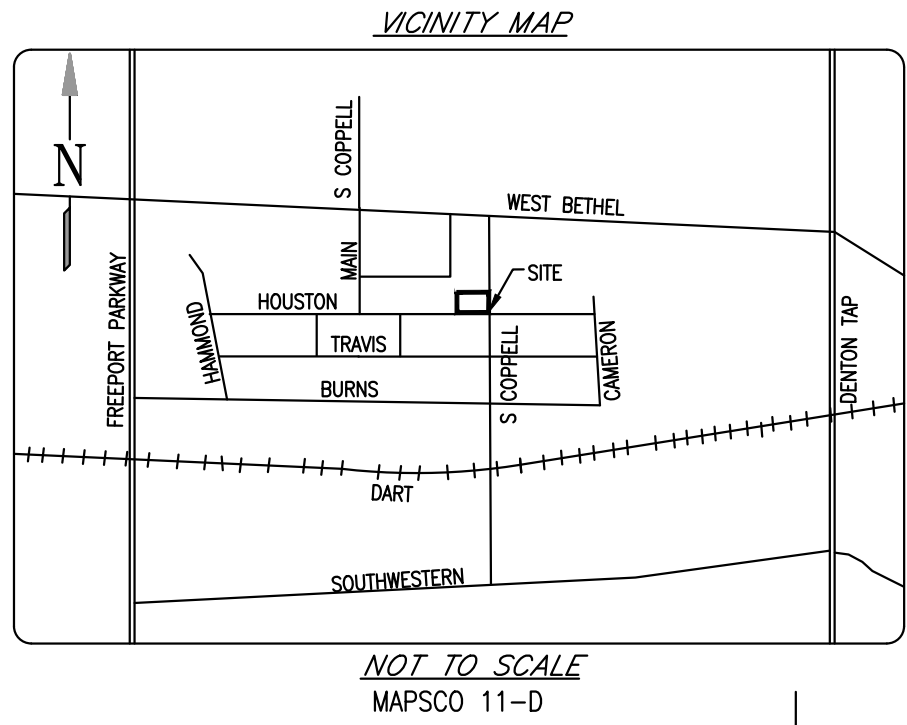 VICINITY MAP
N
S COPPELL
WEST BETHEL
MAIN
SITE
FREEPORT PARKWAY
HAMMOND
HOUSTON
TRAVIS
BURNS
S COPPELL
CAMERON
DENTON TAP
DART
SOUTHWESTERN
NOT TO SCALE
MAPSCO 11-D